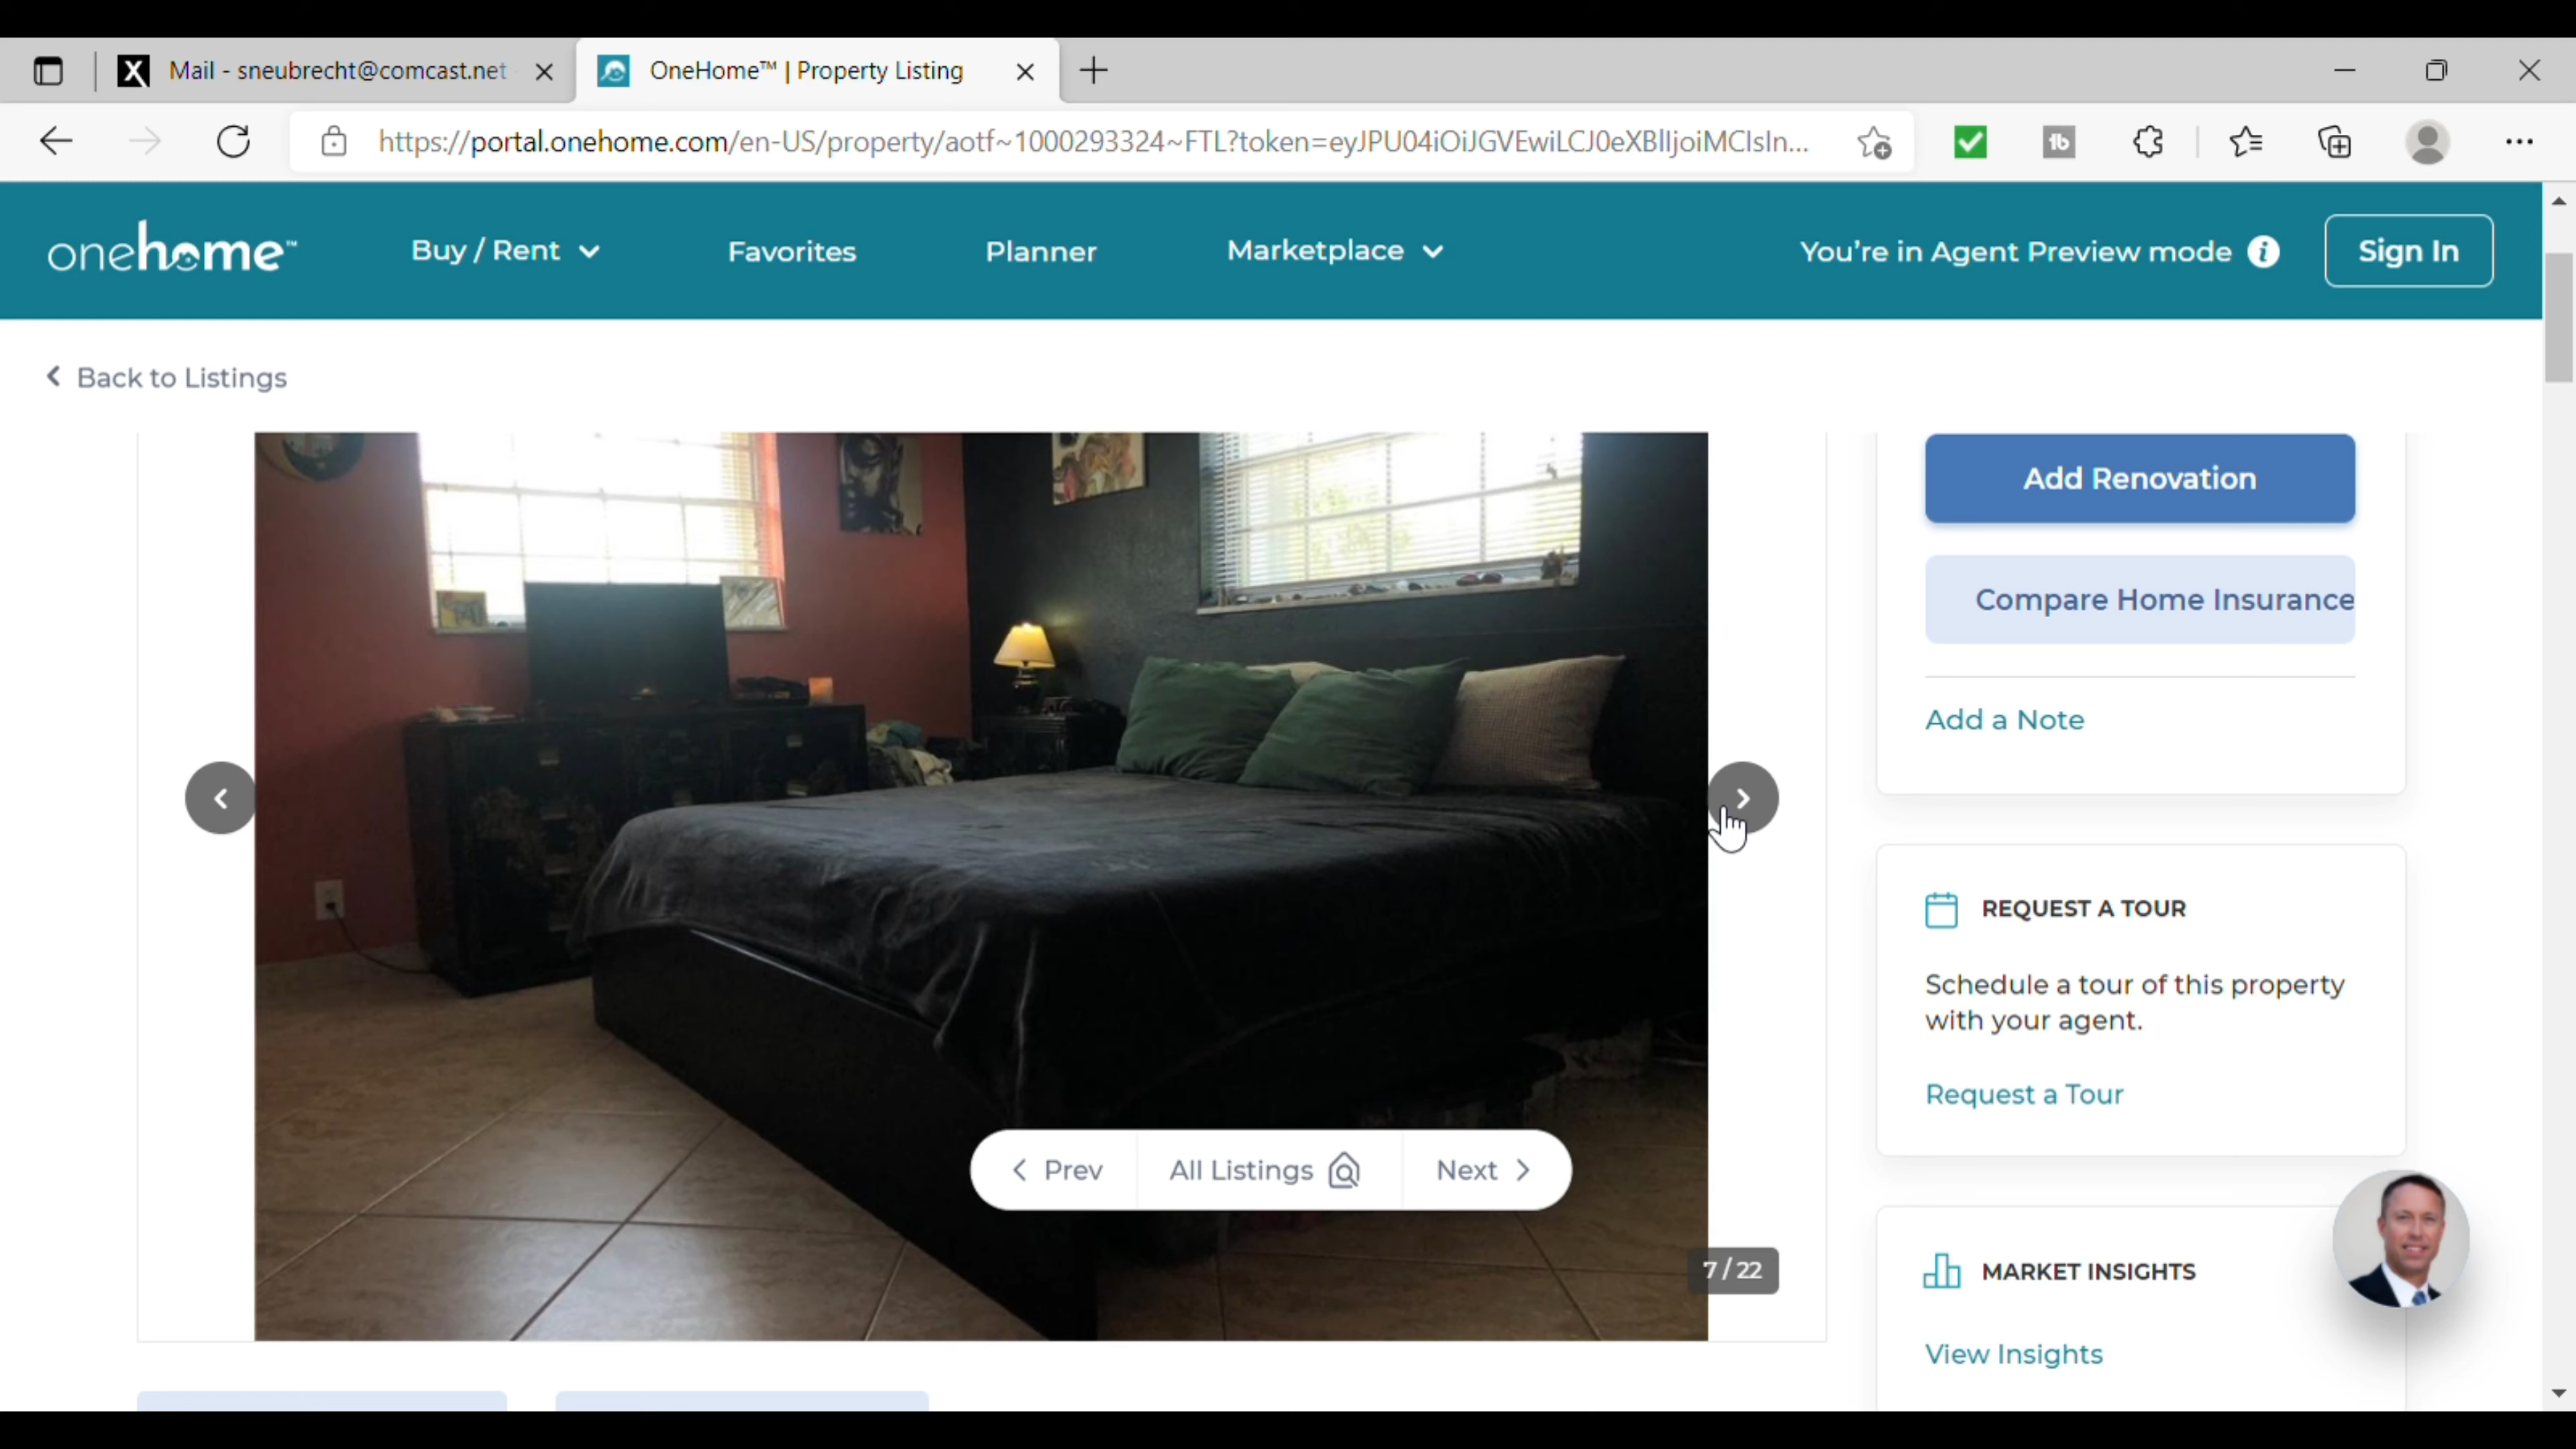 Mail - sneubrecht@comcast.net
OneHome™ | Property Listing
https://portal.onehome.com/en-US/property/aotf~1000293324~FTL?token=eyJPU04iOiJGVEwiLCJ0eXBlIjoiMCIsIn...
onehome™
Buy / Rent
Favorites
Planner
Marketplace
You're in Agent Preview mode
Sign In
Back to Listings
Add Renovation
Compare Home Insurance
Add a Note
REQUEST A TOUR
Schedule a tour of this property
with your agent.
Request a Tour
Prev
All Listings
Next
7 / 22
MARKET INSIGHTS
View Insights